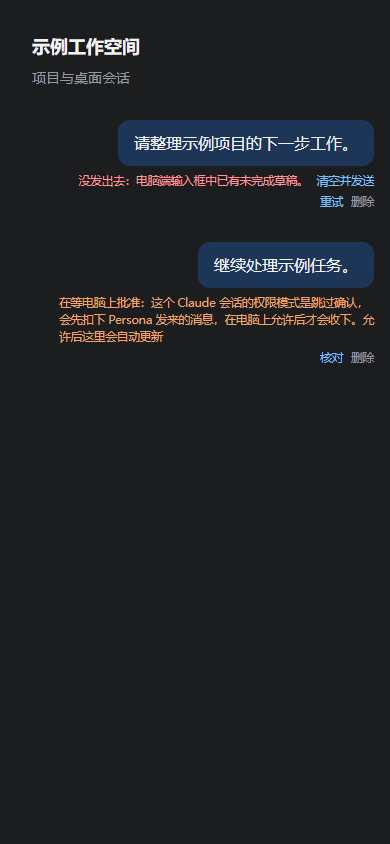 示例工作空间
项目与桌面会话
请整理示例项目的下一步工作。
没发出去：电脑端输入框中已有未完成草稿。 清空并发送
重试 删除
继续处理示例任务。
在等电脑上批准：这个 Claude 会话的权限模式是跳过确认，
会先扣下 Persona 发来的消息，在电脑上允许后才会收下。允
许后这里会自动更新
核对 删除